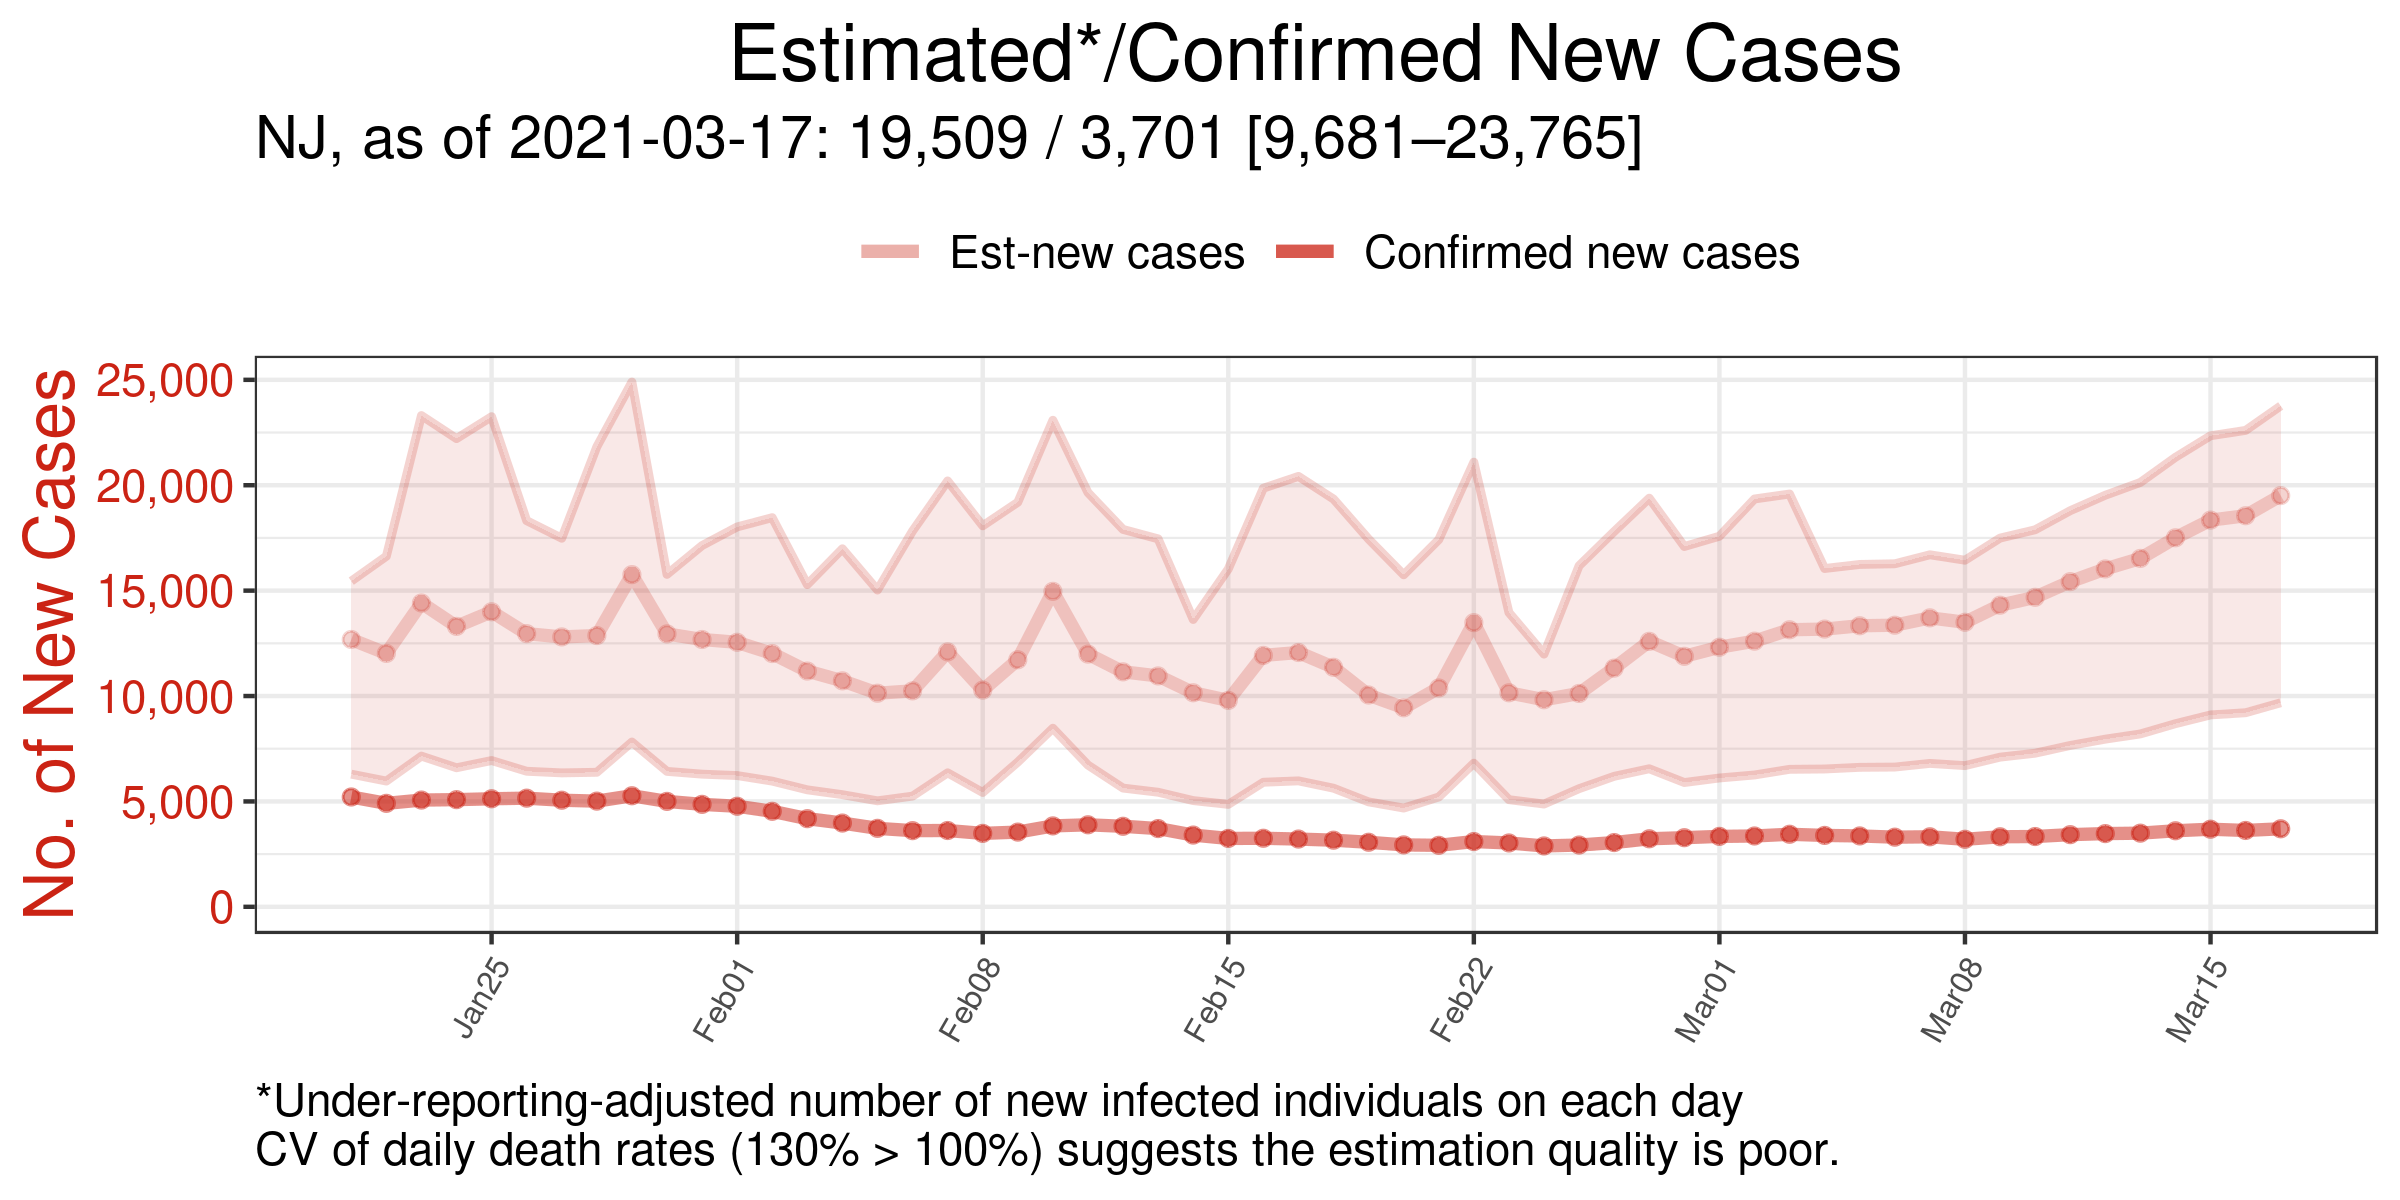 Estimated*/Confirmed New Cases
NJ, as of 2021-03-17: 19,509 / 3,701 [9,681–23,765]
Est-new cases
Confirmed new cases
No. of New Cases
25,000
20,000
15,000
10,000
5,000
0
Jan25
Feb01
Feb08
Feb15
Feb22
Mar01
Mar08
Mar15
*Under-reporting-adjusted number of new infected individuals on each day
CV of daily death rates (130% > 100%) suggests the estimation quality is poor.